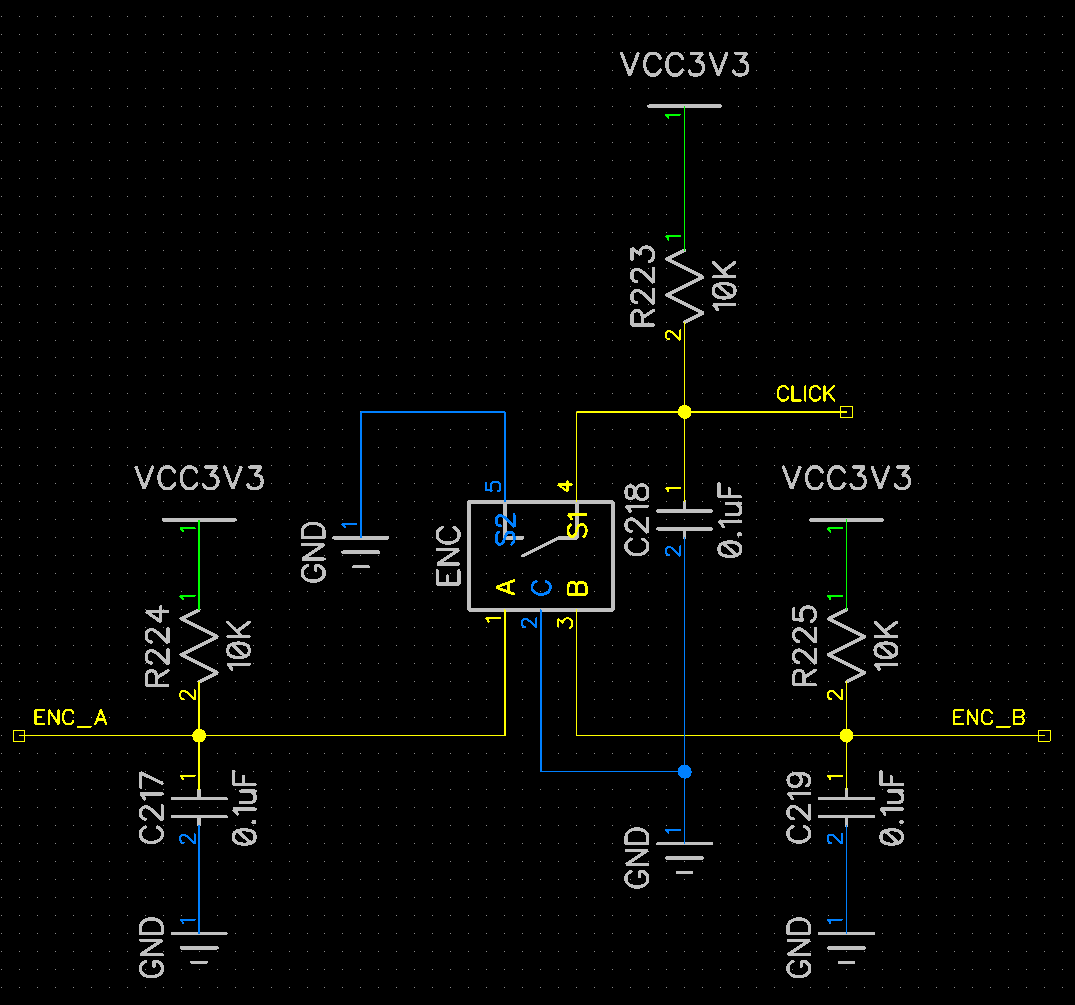 VCC3V3
1
1
R223
10K
2
CLICK
VCC3V3
1
1
R224
10K
2
ENC_A
1
C217
0.1uF
2
1
GND
GND
1
5
4
S2
S1
ENC
A
C
B
1
2
3
1
C218
0.1uF
2
1
GND
VCC3V3
1
1
R225
10K
2
ENC_B
1
C219
0.1uF
2
1
GND